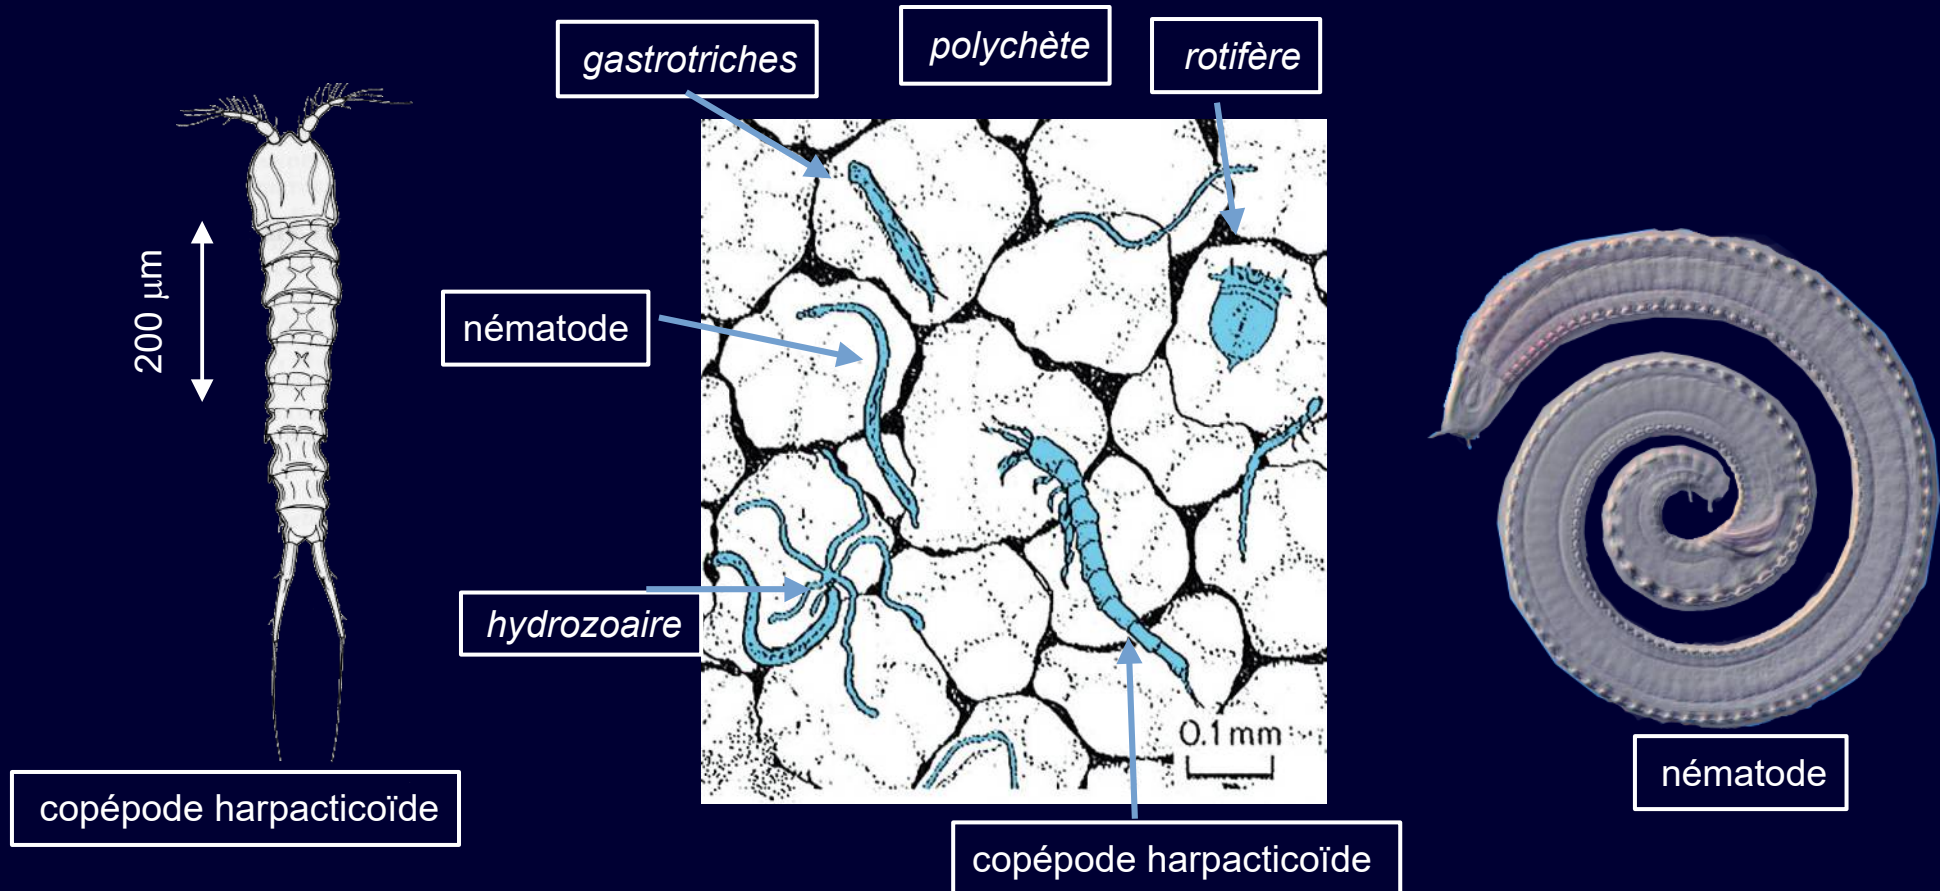 gastrotriches
polychète
rotifère
200 µm
nématode
hydrozoaire
0.1 mm
nématode
copépode harpacticoïde
copépode harpacticoïde